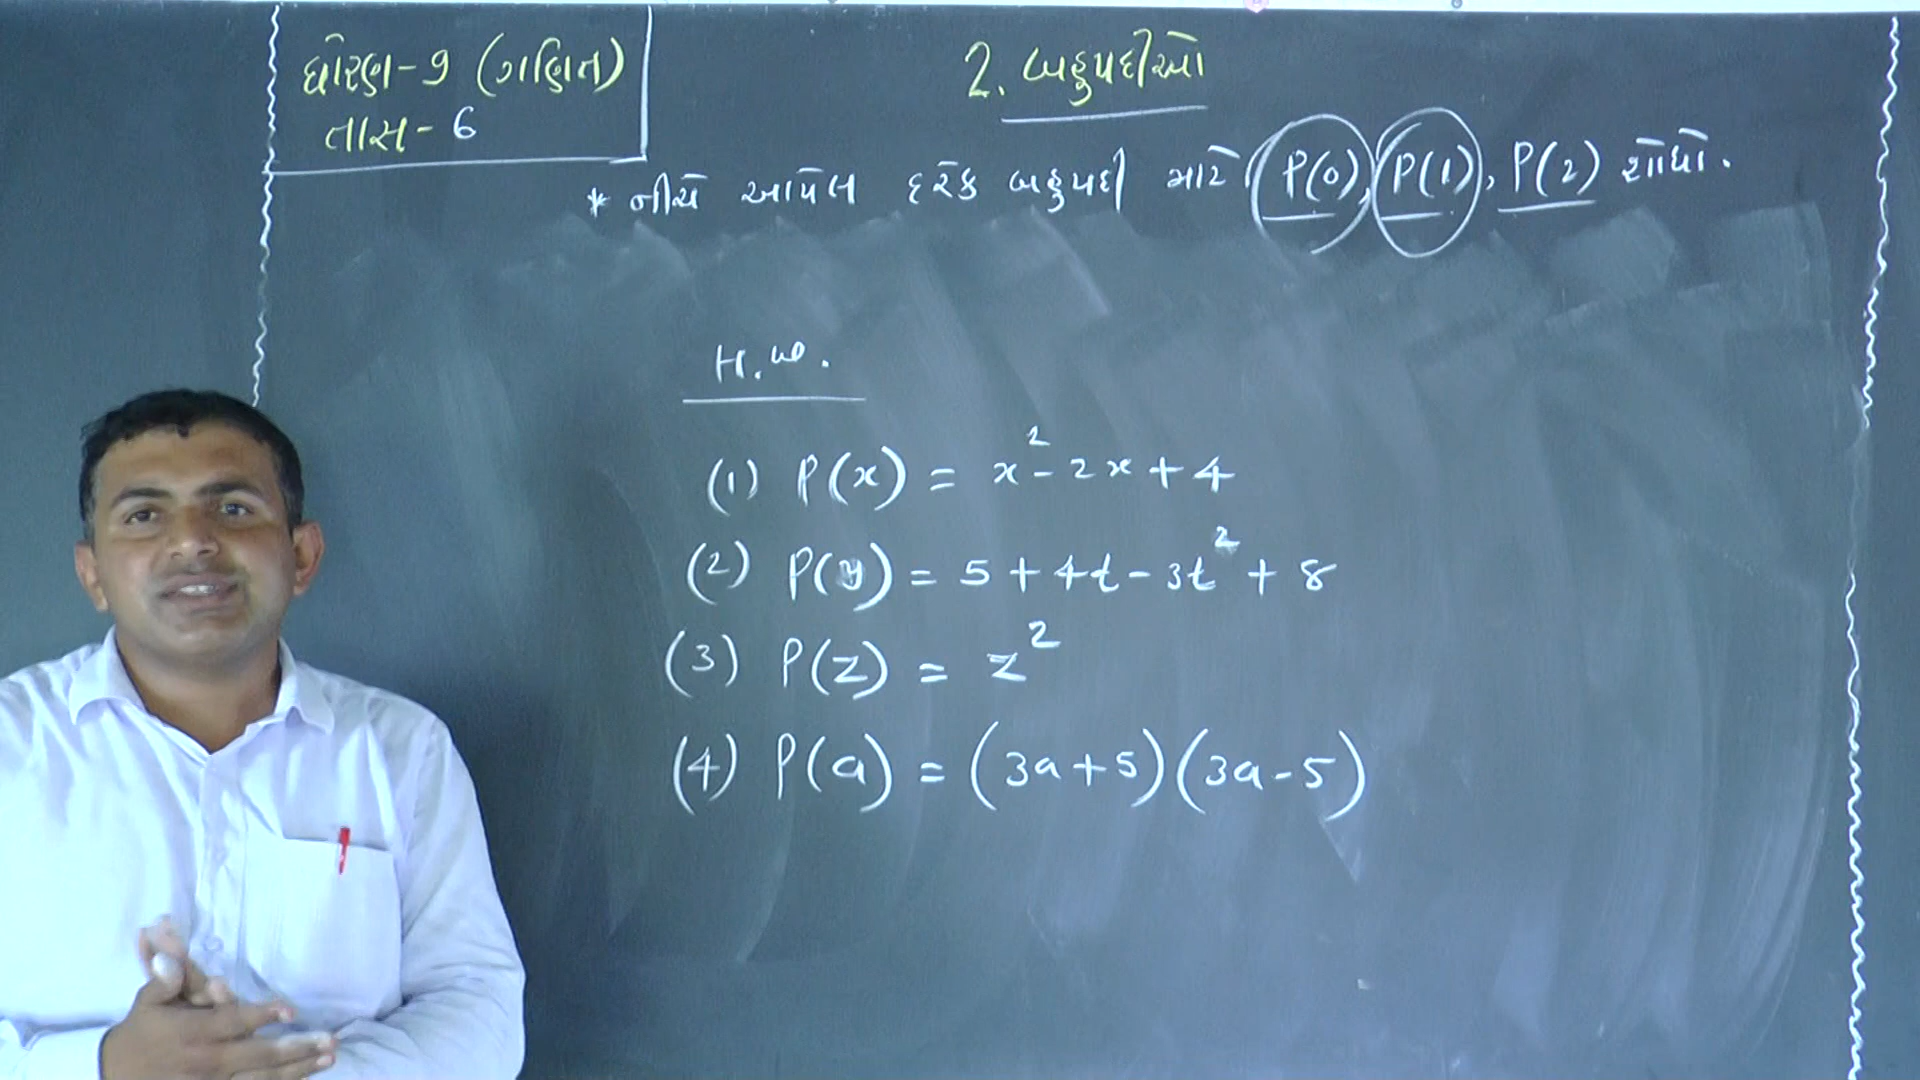 ધોરણ-9 (ગણિત)
તાસ-6
2. બહુપદીઓ
* નીચે આપેલ દરેક બહુપદી માટે P(0), P(1), P(2) શોધો.
H.W.
(1) P(x) = x²-2x+4
(2) P(y) = 5+4t-3t²+8
(3) P(z) = z²
(4) P(a) = (3a+5)(3a-5)